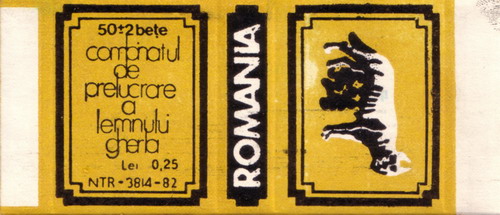 50±2 bețe
combinatul
de
prelucrare
a
lemnului
gherla
Lei 0,25
NTR-3814-82
ROMANIA